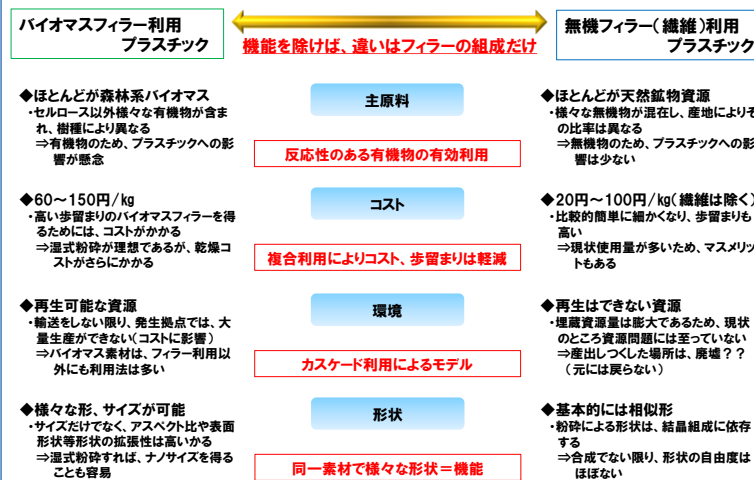 バイオマスフィラー利用
プラスチック
機能を除けば、違いはフィラーの組成だけ
無機フィラー(繊維)利用
プラスチック
◆ほとんどが森林系バイオマス
・セルロース以外様々な有機物が含ま
れ、樹種により異なる
⇒有機物のため、プラスチックへの影
響が懸念
主原料
反応性のある有機物の有効利用
◆ほとんどが天然鉱物資源
・様々な無機物が混在し、産地によりそ
の比率は異なる
⇒無機物のため、プラスチックへの影
響は少ない
◆60～150円/kg
・高い歩留まりのバイオマスフィラーを得
るためには、コストがかかる
⇒湿式粉砕が理想であるが、乾燥コ
ストがさらにかかる
コスト
複合利用によりコスト、歩留まりは軽減
◆20円～100円/kg(繊維は除く)
・比較的簡単に細かくなり、歩留まりも
高い
⇒現状使用量が多いため、マスメリッ
トもある
◆再生可能な資源
・輸送をしない限り、発生拠点では、大
量生産ができない(コストに影響)
⇒バイオマス素材は、フィラー利用以
外にも利用法は多い
環境
カスケード利用によるモデル
◆再生はできない資源
・埋蔵資源量は膨大であるため、現状
のところ資源問題には至っていない
⇒産出しつくした場所は、廃墟？？
(元には戻らない)
◆様々な形、サイズが可能
・サイズだけでなく、アスペクト比や表面
形状等形状の拡張性は高いかる
⇒湿式粉砕すれば、ナノサイズを得る
ことも容易
形状
同一素材で様々な形状＝機能
◆基本的には相似形
・粉砕による形状は、結晶組成に依存
する
⇒合成でない限り、形状の自由度は
ほぼない